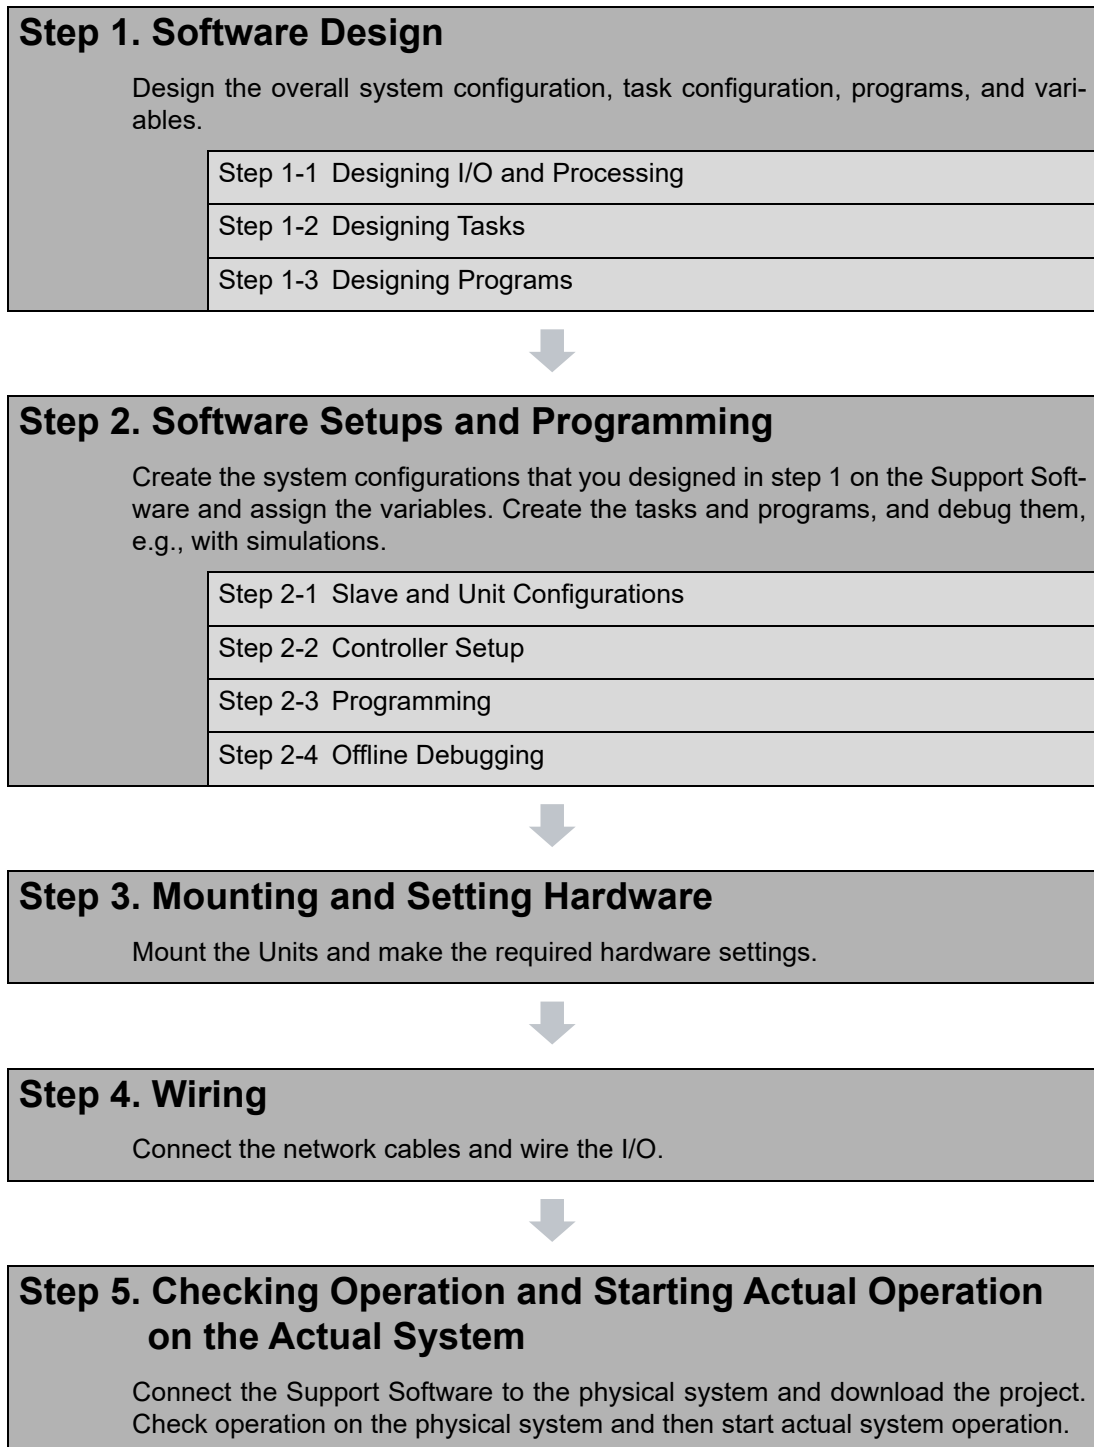 Step 1. Software Design
Design the overall system configuration, task configuration, programs, and vari-
ables.
Step 1-1 Designing I/O and Processing
Step 1-2 Designing Tasks
Step 1-3 Designing Programs
Step 2. Software Setups and Programming
Create the system configurations that you designed in step 1 on the Support Soft-
ware and assign the variables. Create the tasks and programs, and debug them,
e.g., with simulations.
Step 2-1 Slave and Unit Configurations
Step 2-2 Controller Setup
Step 2-3 Programming
Step 2-4 Offline Debugging
Step 3. Mounting and Setting Hardware
Mount the Units and make the required hardware settings.
Step 4. Wiring
Connect the network cables and wire the I/O.
Step 5. Checking Operation and Starting Actual Operation
on the Actual System
Connect the Support Software to the physical system and download the project.
Check operation on the physical system and then start actual system operation.